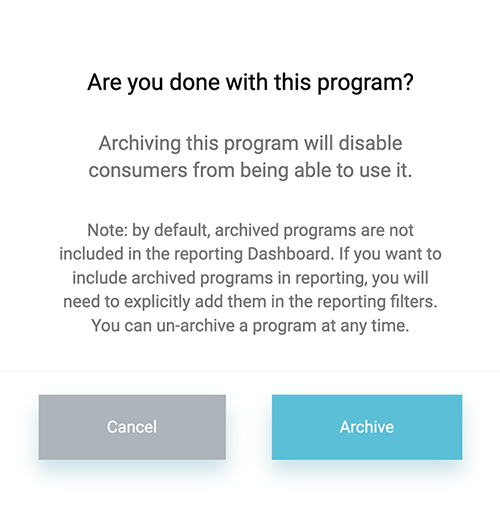 Are you done with this program?
Archiving this program will disable
consumers from being able to use it.
Note: by default, archived programs are not
included in the reporting Dashboard. If you want to
include archived programs in reporting, you will
need to explicitly add them in the reporting filters.
You can un-archive a program at any time.
Cancel
Archive